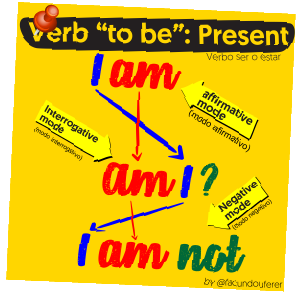 Verb "to be": Present
Verbo ser o estar
I am
affirmative
mode
(modo afirmativo)
Interrogative
mode
(modo interrogativo)
am I?
Negative
mode
(modo negativo)
I am not
by @facundoyferer